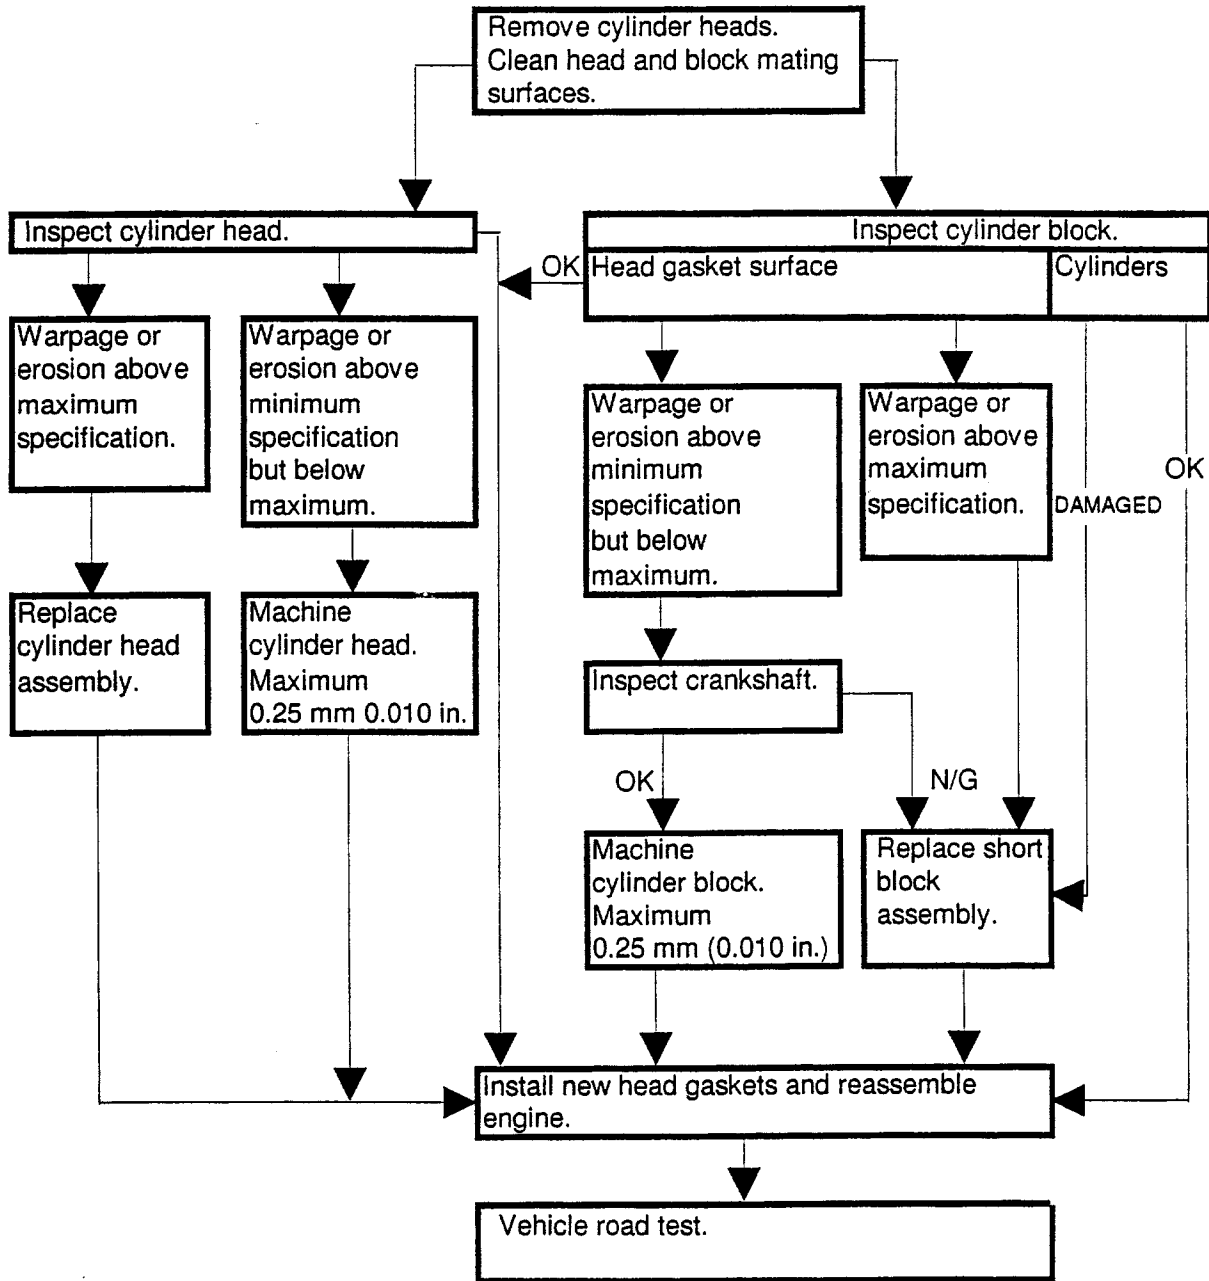 Remove cylinder heads.
Clean head and block mating
surfaces.
Inspect cylinder head.
Inspect cylinder block.
OK
Head gasket surface
Cylinders
Warpage or
erosion above
maximum
specification.
Warpage or
erosion above
minimum
specification
but below
maximum.
Warpage or
erosion above
minimum
specification
but below
maximum.
Warpage or
erosion above
maximum
specification.
DAMAGED
OK
Replace
cylinder head
assembly.
Machine
cylinder head.
Maximum
0.25 mm 0.010 in.
Inspect crankshaft.
OK
N/G
Machine
cylinder block.
Maximum
0.25 mm (0.010 in.)
Replace short
block
assembly.
Install new head gaskets and reassemble
engine.
Vehicle road test.